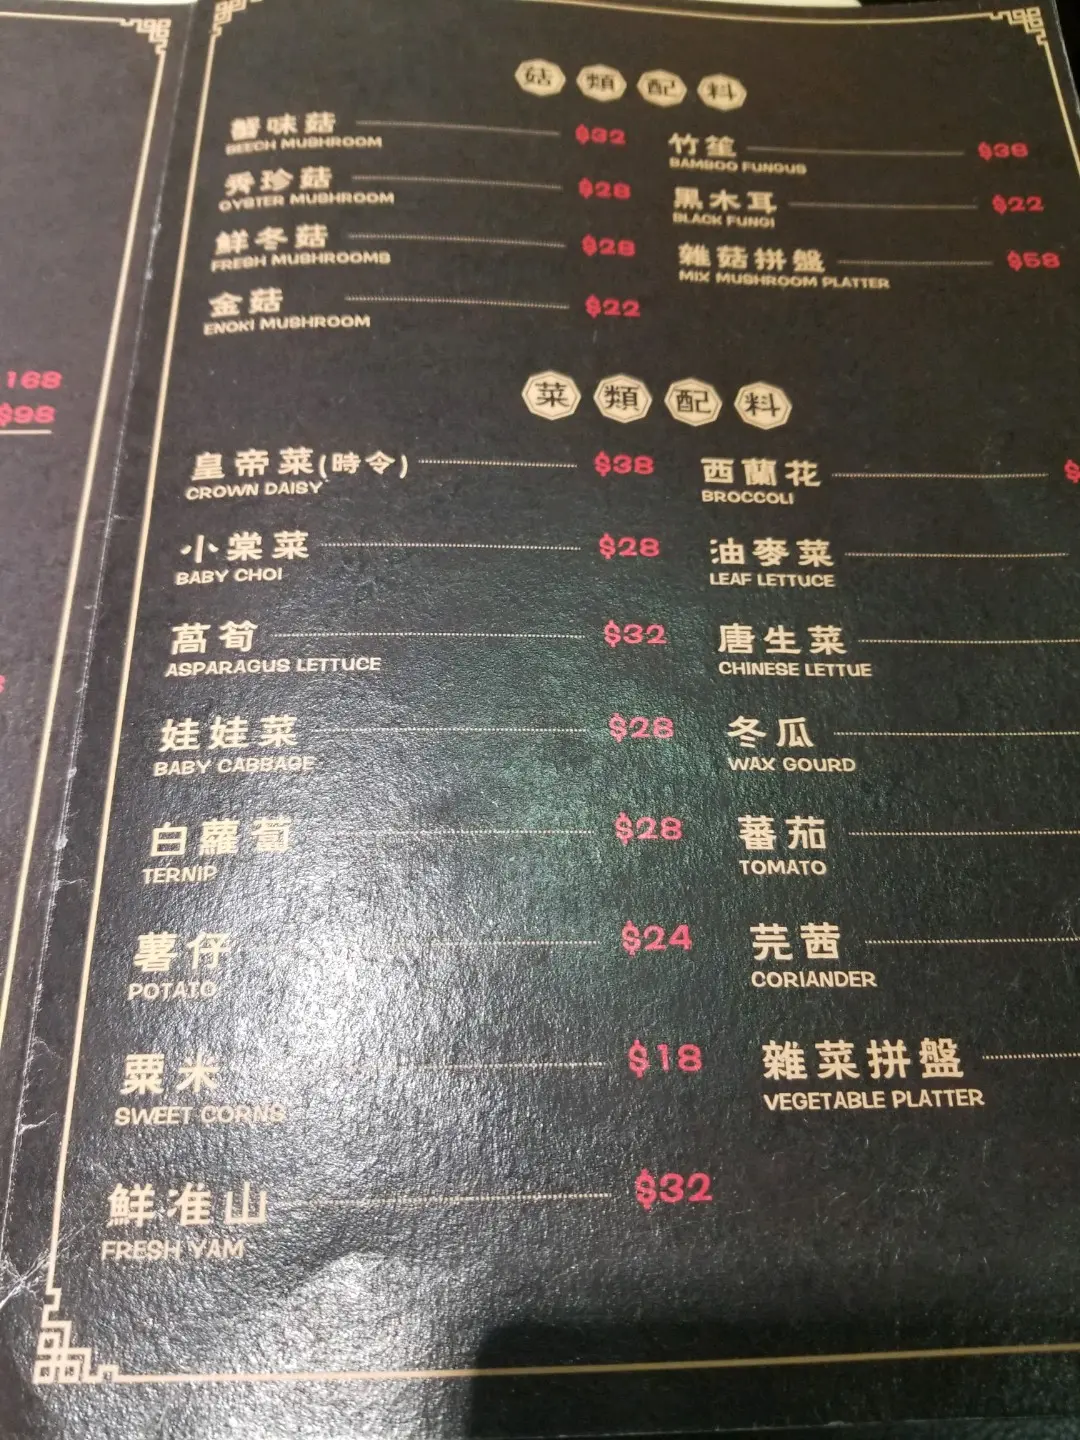 168
$98
菇類配料
蟹味菇 $32
BEECH MUSHROOM
秀珍菇 $28
OYSTER MUSHROOM
鮮冬菇 $28
FRESH MUSHROOMS
金菇 $22
ENOKI MUSHROOM
竹笙 $38
BAMBOO FUNGUS
黑木耳 $22
BLACK FUNGI
雜菇拼盤 $58
MIX MUSHROOM PLATTER
菜類配料
皇帝菜(時令) $38
CROWN DAISY
小棠菜 $28
BABY CHOI
萵筍 $32
ASPARAGUS LETTUCE
娃娃菜 $28
BABY CABBAGE
白蘿蔔 $28
TERNIP
薯仔 $24
POTATO
粟米 $18
SWEET CORNS
鮮准山 $32
FRESH YAM
西蘭花 $
BROCCOLI
油麥菜
LEAF LETTUCE
唐生菜
CHINESE LETTUE
冬瓜
WAX GOURD
蕃茄
TOMATO
芫茜
CORIANDER
雜菜拼盤
VEGETABLE PLATTER